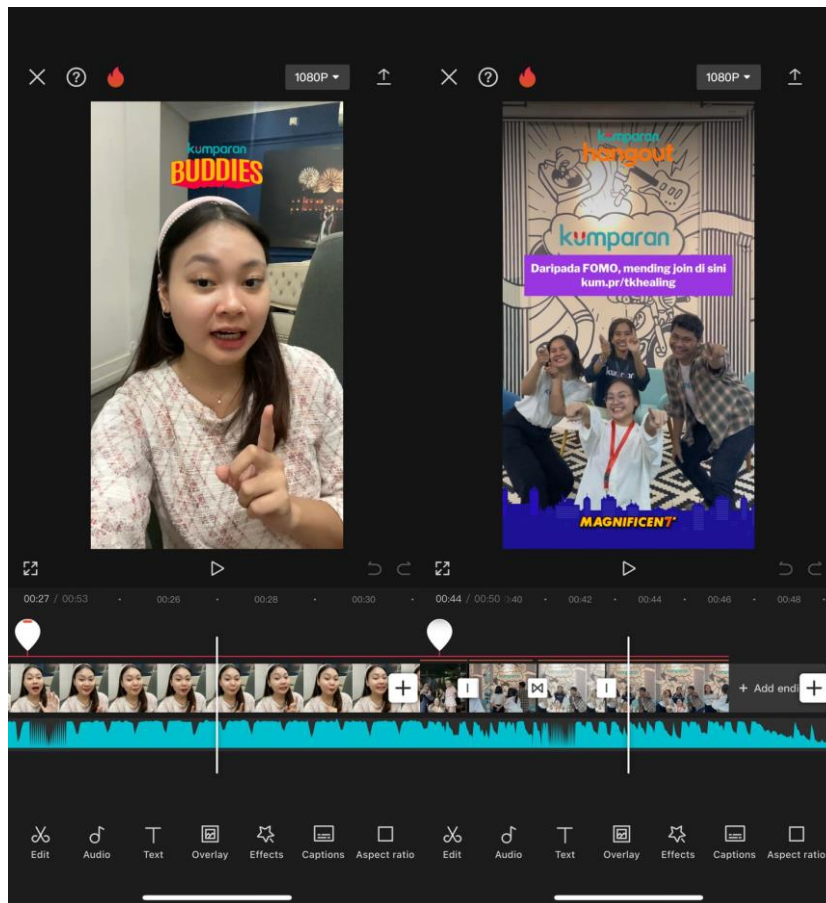 1080P
kumparan
BUDDIES
00:27 / 00:53
00:26
00:28
00:30
Edit
Audio
Text
Overlay
Effects
Captions
Aspect ratio
1080P
kumparan
hangout
kumparan
Daripada FOMO, mending join di sini
kum.pr/tkhealing
MAGNIFICEN7
00:44 / 00:50
00:42
00:44
00:46
00:48
+ Add endi
Edit
Audio
Text
Overlay
Effects
Captions
Aspect ratio